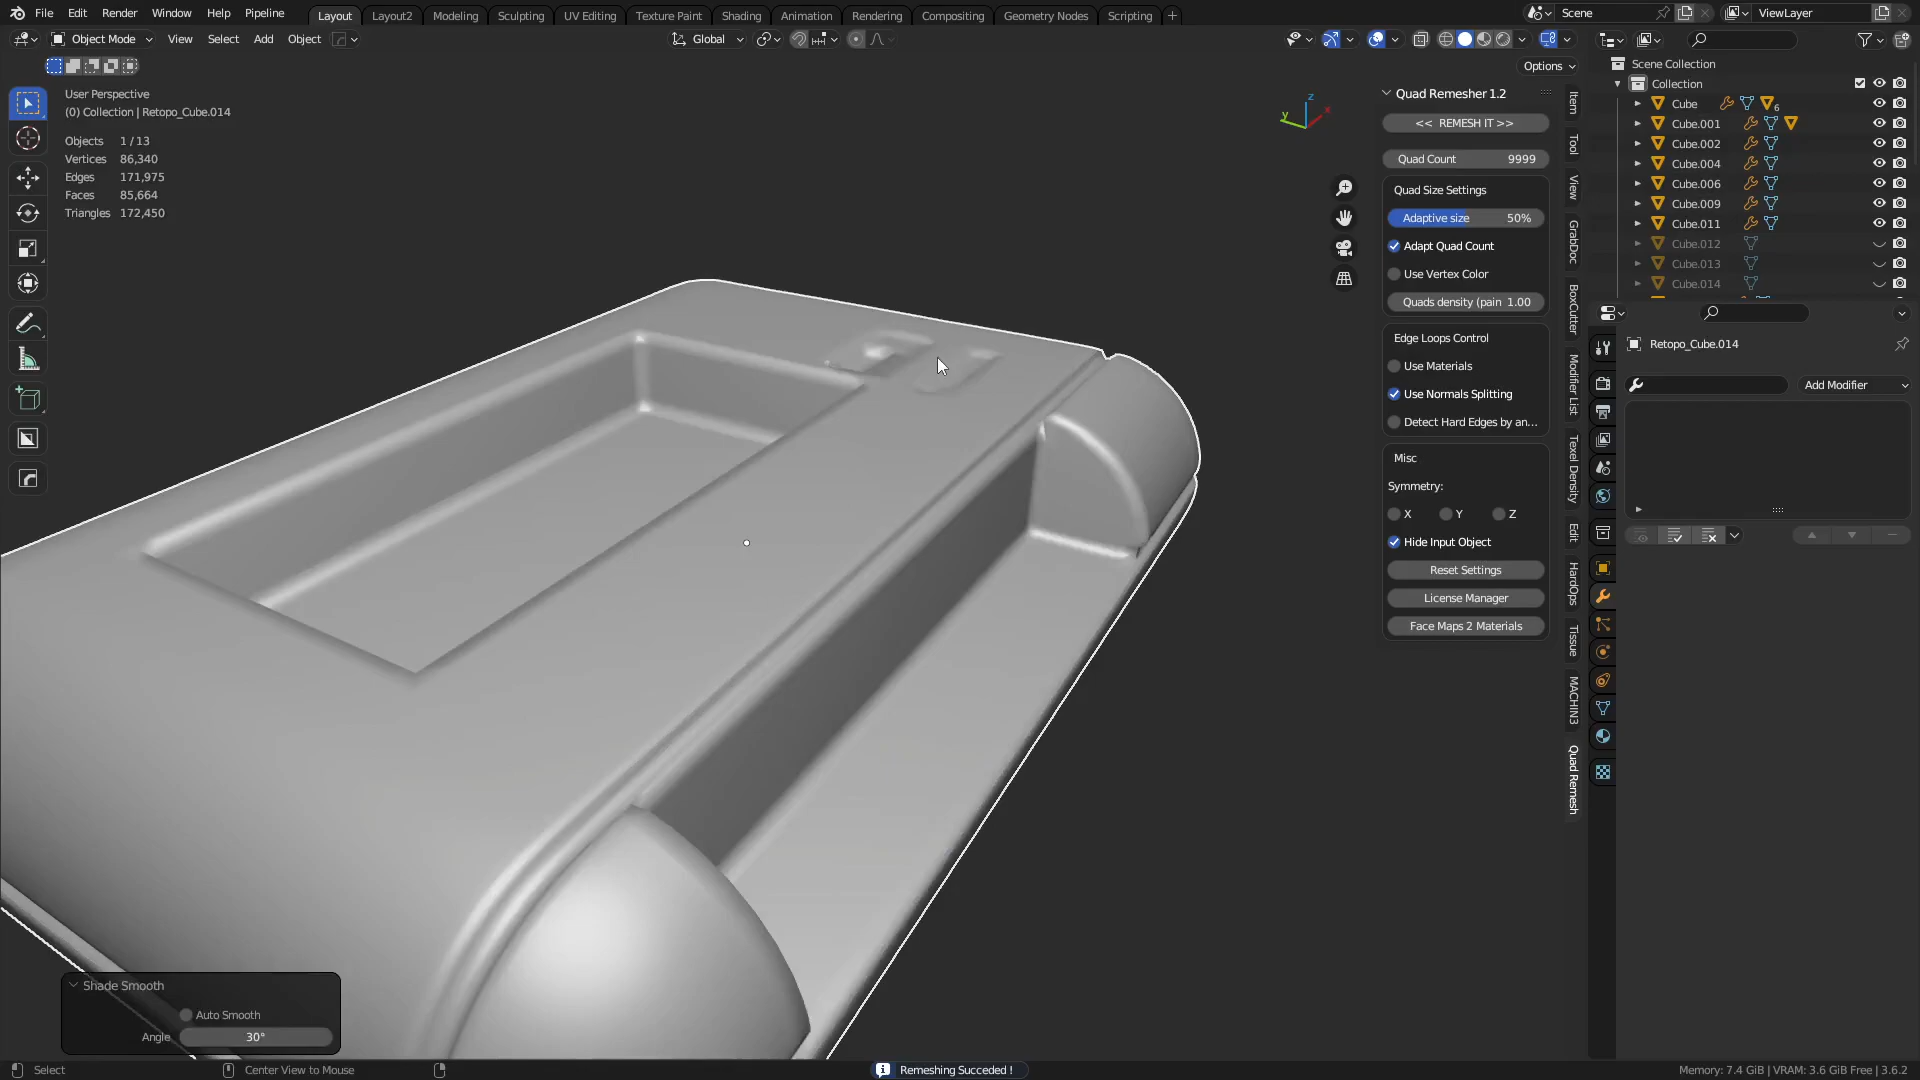 File Edit Render Window Help Pipeline
Layout Layout2 Modeling Sculpting UV Editing Texture Paint Shading Animation Rendering Compositing Geometry Nodes Scripting +
Scene
ViewLayer
Object Mode View Select Add Object
Global
Options
User Perspective
(0) Collection | Retopo_Cube.014
Objects 1 / 13
Vertices 86,340
Edges 171,975
Faces 85,664
Triangles 172,450
Z
Y
X
Quad Remesher 1.2
<< REMESH IT >>
Quad Count 9999
Quad Size Settings
Adaptive size 50%
Adapt Quad Count
Use Vertex Color
Quads density (pain 1.00
Edge Loops Control
Use Materials
Use Normals Splitting
Detect Hard Edges by an...
Misc
Symmetry:
X Y Z
Hide Input Object
Reset Settings
License Manager
Face Maps 2 Materials
Item
Tool
View
GrabDoc
BoxCutter
Modifier List
Texel Density
Edit
HardOps
Tissue
MACHIN3
Quad Remesh
Scene Collection
Collection
Cube 6
Cube.001
Cube.002
Cube.004
Cube.006
Cube.009
Cube.011
Cube.012
Cube.013
Cube.014
Retopo_Cube.014
Add Modifier
Shade Smooth
Auto Smooth
Angle 30°
Select
Center View to Mouse
Remeshing Succeded !
Memory: 7.4 GiB | VRAM: 3.6 GiB Free | 3.6.2